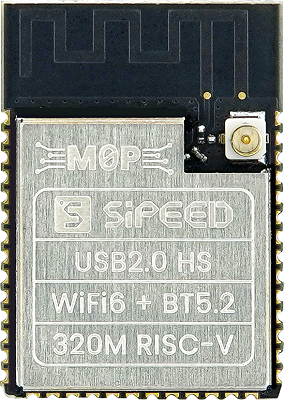 M0P
S SiPEED
USB2.0 HS
WiFi6 + BT5.2
320M RISC-V